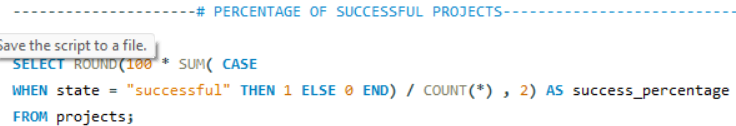 --------------------# PERCENTAGE OF SUCCESSFUL PROJECTS--------------------------
Save the script to a file.
SELECT ROUND(100 * SUM( CASE
WHEN state = "successful" THEN 1 ELSE 0 END) / COUNT(*) , 2) AS success_percentage
FROM projects;